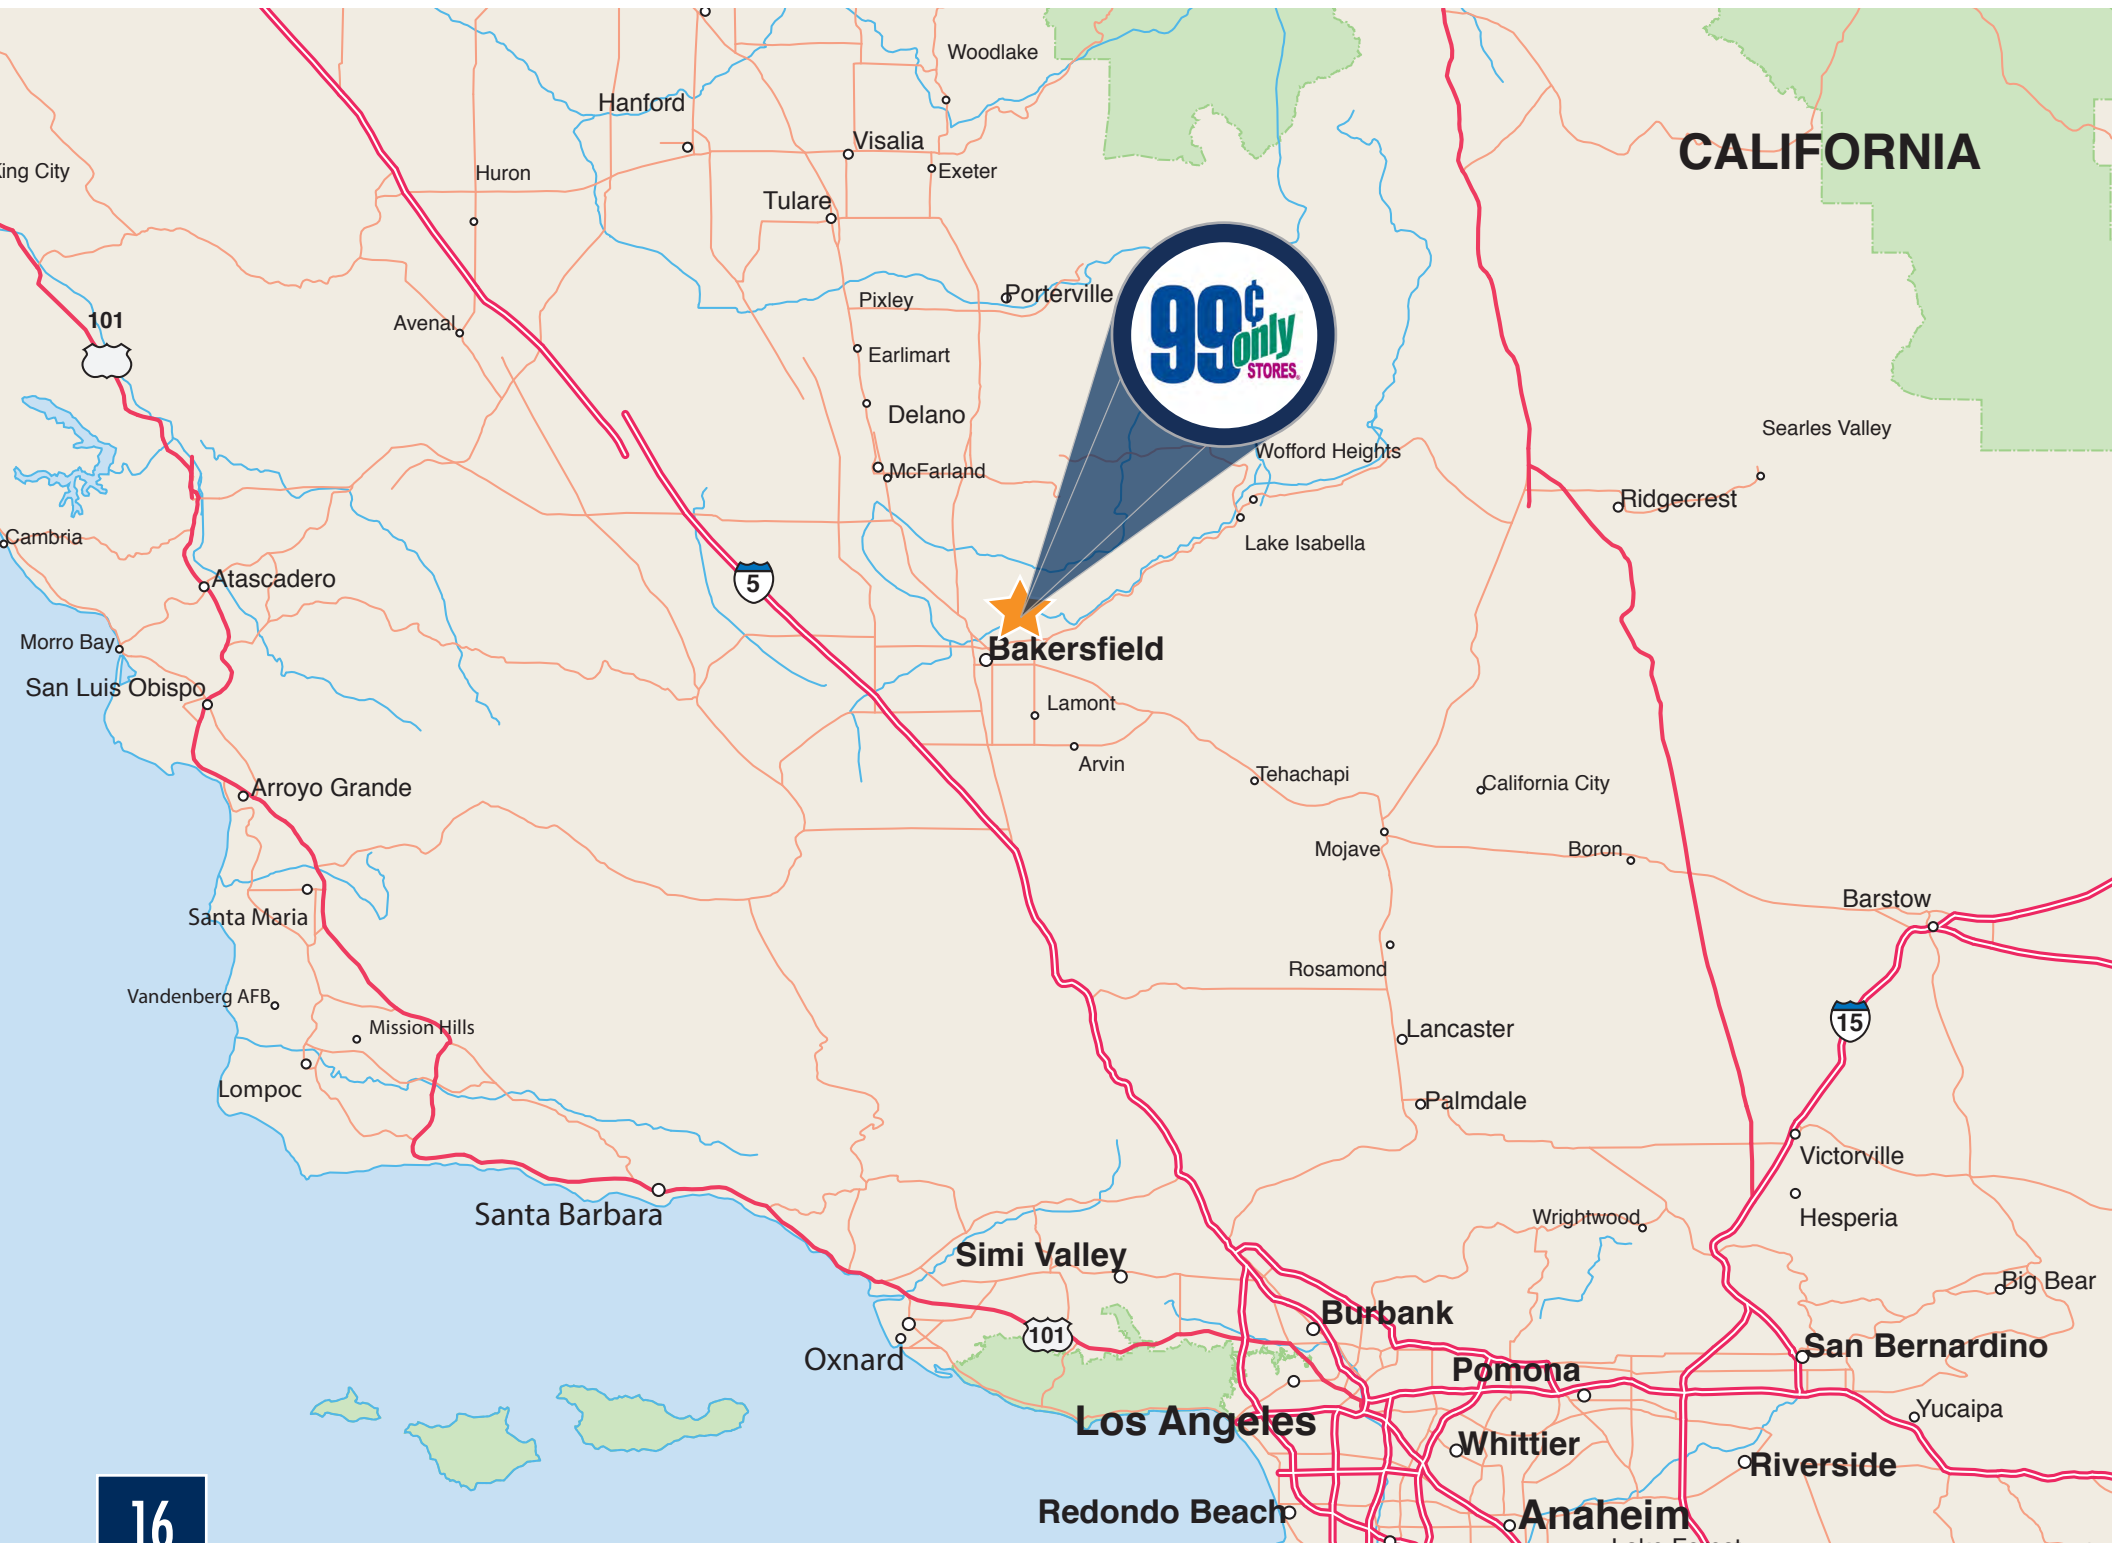 Woodlake
Hanford
Visalia
CALIFORNIA
Huron
Exeter
King City
Tulare
Porterville
Pixley
101
Avenal
99¢
only
STORES.
Earlimart
Delano
Searles Valley
Wofford Heights
McFarland
Ridgecrest
Cambria
Lake Isabella
Atascadero
5
Morro Bay
Bakersfield
San Luis Obispo
Lamont
Arvin
Tehachapi
California City
Arroyo Grande
Mojave
Boron
Barstow
Santa Maria
Rosamond
Vandenberg AFB
Mission Hills
Lancaster
15
Lompoc
Palmdale
Victorville
Santa Barbara
Wrightwood
Hesperia
Simi Valley
Big Bear
Burbank
101
San Bernardino
Oxnard
Pomona
Yucaipa
Los Angeles
Whittier
Riverside
Redondo Beach
Anaheim
16